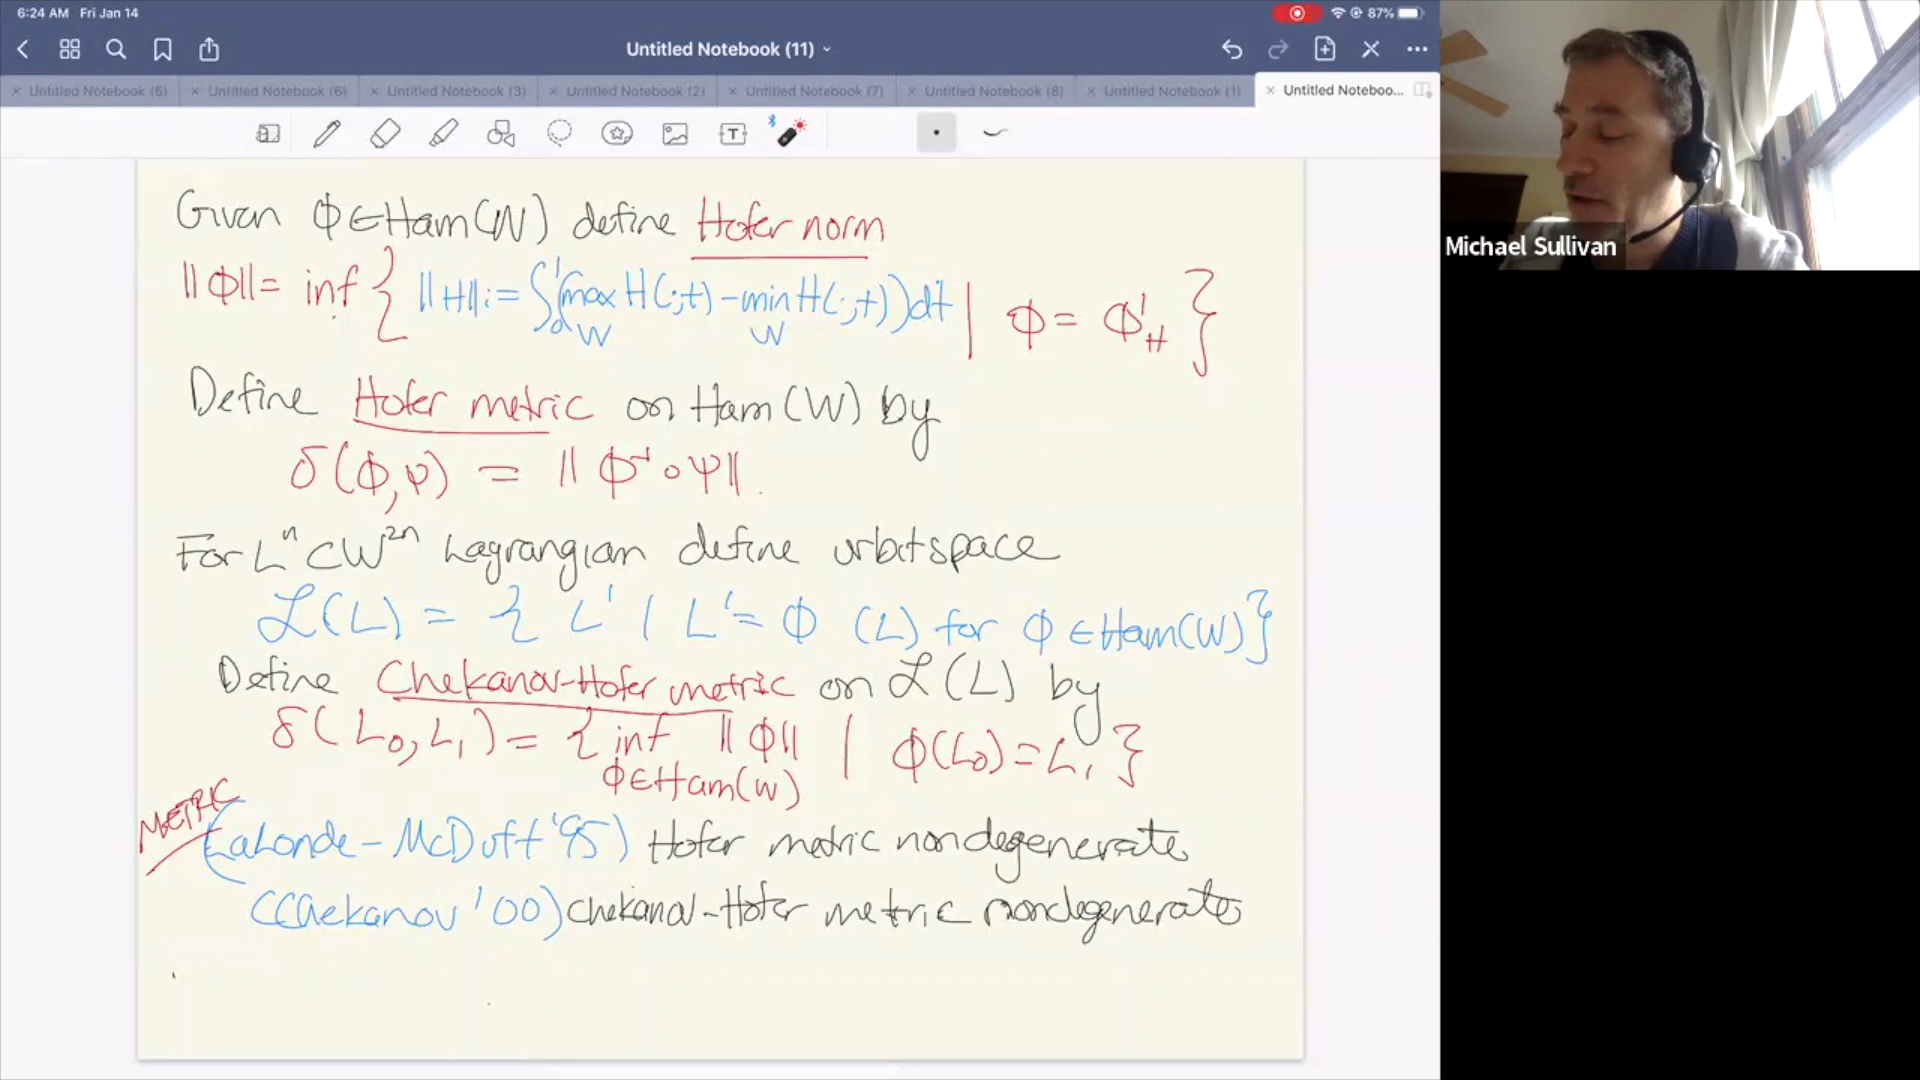 6:24 AM Fri Jan 14
87%
Untitled Notebook (11)
Untitled Notebook (5)
Untitled Notebook (6)
Untitled Notebook (3)
Untitled Notebook (2)
Untitled Notebook (7)
Untitled Notebook (8)
Untitled Notebook (1)
Untitled Noteboo...
Given Φ∈Ham(W) define Hofer norm
||Φ|| = inf { ||H||:= ∫₀¹(max_W H(·,t) - min_W H(·,t))dt | Φ = Φ¹_H }
Define Hofer metric on Ham(W) by
δ(Φ,Ψ) = || Φ⁻¹∘Ψ||.
For Lⁿ⊂W²ⁿ Lagrangian define orbitspace
ℒ(L) = { L' | L' = Φ (L) for Φ∈Ham(W)}
Define Chekanov-Hofer metric on ℒ(L) by
δ(L₀,L₁) = { inf_{Φ∈Ham(W)} ||Φ|| | Φ(L₀)=L₁ }
METRIC
(LaLonde-McDuff '95) Hofer metric nondegenerate
(Chekanov '00) Chekanov-Hofer metric nondegenerate
Michael Sullivan